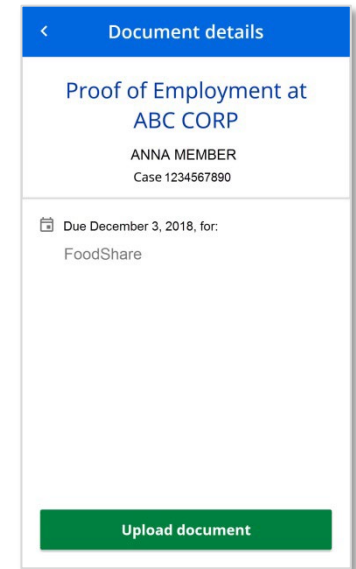 Document details
Proof of Employment at
ABC CORP
ANNA MEMBER
Case 1234567890
Due December 3, 2018, for:
FoodShare
Upload document